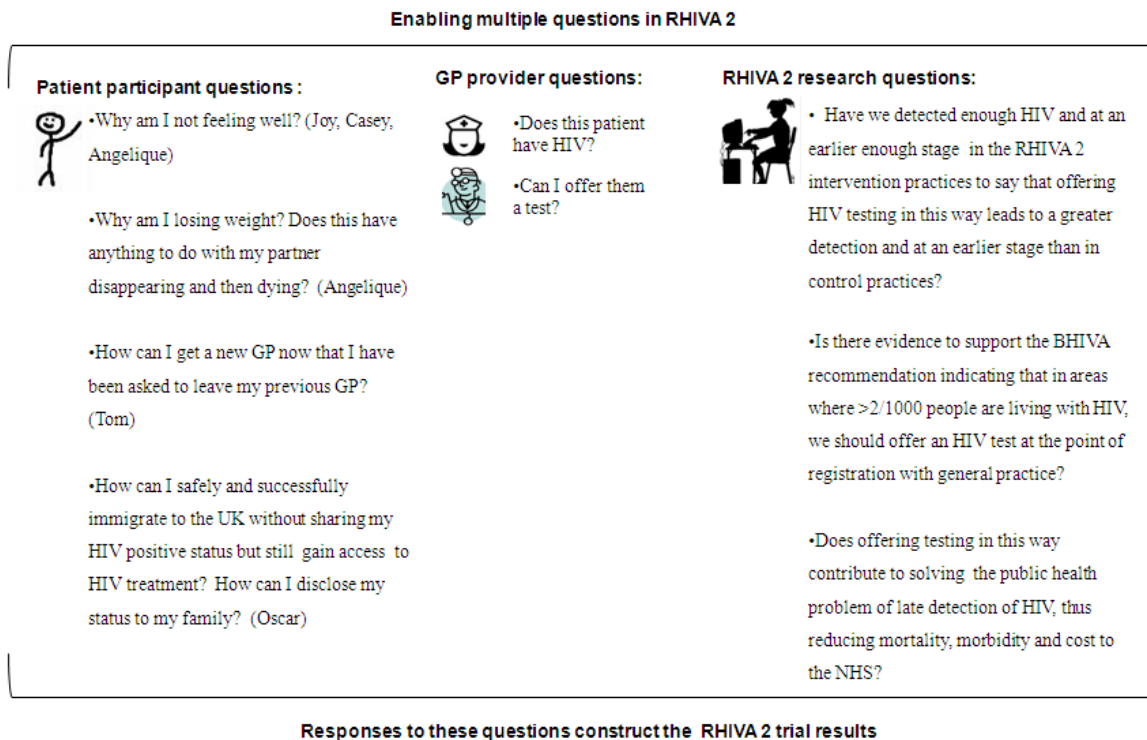 Enabling multiple questions in RHIVA 2
Patient participant questions :
•Why am I not feeling well? (Joy, Casey,
Angelique)
•Why am I losing weight? Does this have
anything to do with my partner
disappearing and then dying? (Angelique)
•How can I get a new GP now that I have
been asked to leave my previous GP?
(Tom)
•How can I safely and successfully
immigrate to the UK without sharing my
HIV positive status but still gain access to
HIV treatment? How can I disclose my
status to my family? (Oscar)
GP provider questions:
•Does this patient
have HIV?
•Can I offer them
a test?
RHIVA 2 research questions:
• Have we detected enough HIV and at an
earlier enough stage in the RHIVA 2
intervention practices to say that offering
HIV testing in this way leads to a greater
detection and at an earlier stage than in
control practices?
•Is there evidence to support the BHIVA
recommendation indicating that in areas
where >2/1000 people are living with HIV,
we should offer an HIV test at the point of
registration with general practice?
•Does offering testing in this way
contribute to solving the public health
problem of late detection of HIV, thus
reducing mortality, morbidity and cost to
the NHS?
Responses to these questions construct the RHIVA 2 trial results